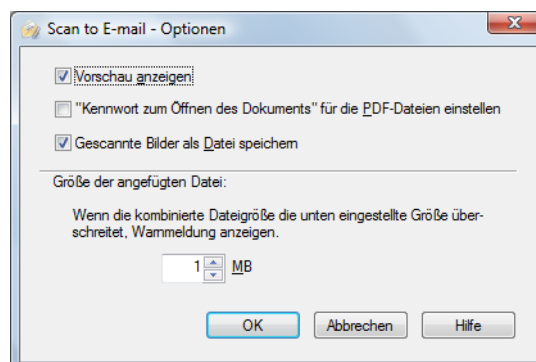 Scan to E-mail - Optionen
Vorschau anzeigen
"Kennwort zum Öffnen des Dokuments" für die PDF-Dateien einstellen
Gescannte Bilder als Datei speichern
Größe der angefügten Datei:
Wenn die kombinierte Dateigröße die unten eingestellte Größe über-
schreitet, Warnmeldung anzeigen.
1 MB
OK Abbrechen Hilfe